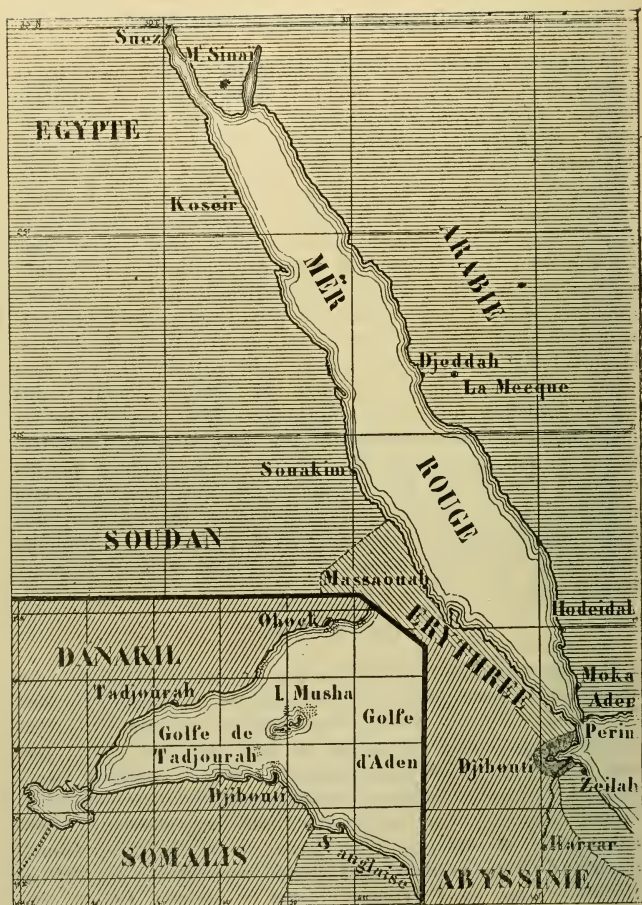 Suez
Mt Sinaï
EGYPTE
Koseir
MER
ARABIE
Djeddah
La Mecque
Souakim
ROUGE
SOUDAN
Massaouah
Hodeidah
Obock
ERYTHREE
DANAKIL
Moka
Tadjourah
I. Musha
Aden
Golfe de
Tadjourah
Golfe
d'Aden
Perim
Djibouti
Zeilah
Djibouti
Harrar
SOMALIS
S. anglaise
ABYSSINIE